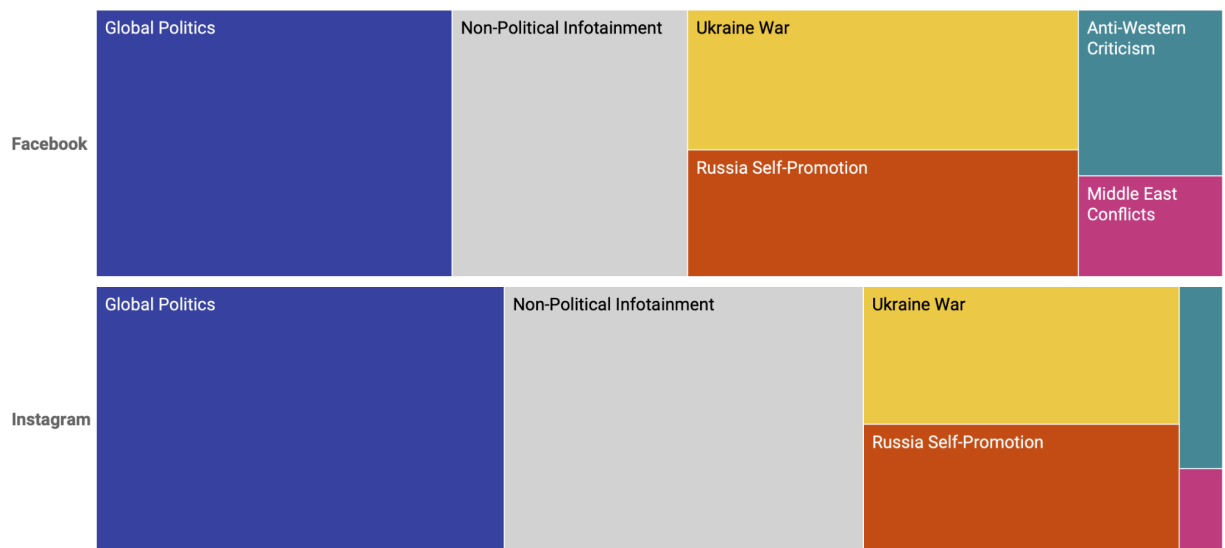 Global Politics
Non-Political Infotainment
Ukraine War
Anti-Western
Criticism
Facebook
Russia Self-Promotion
Middle East
Conflicts
Global Politics
Non-Political Infotainment
Ukraine War
Instagram
Russia Self-Promotion